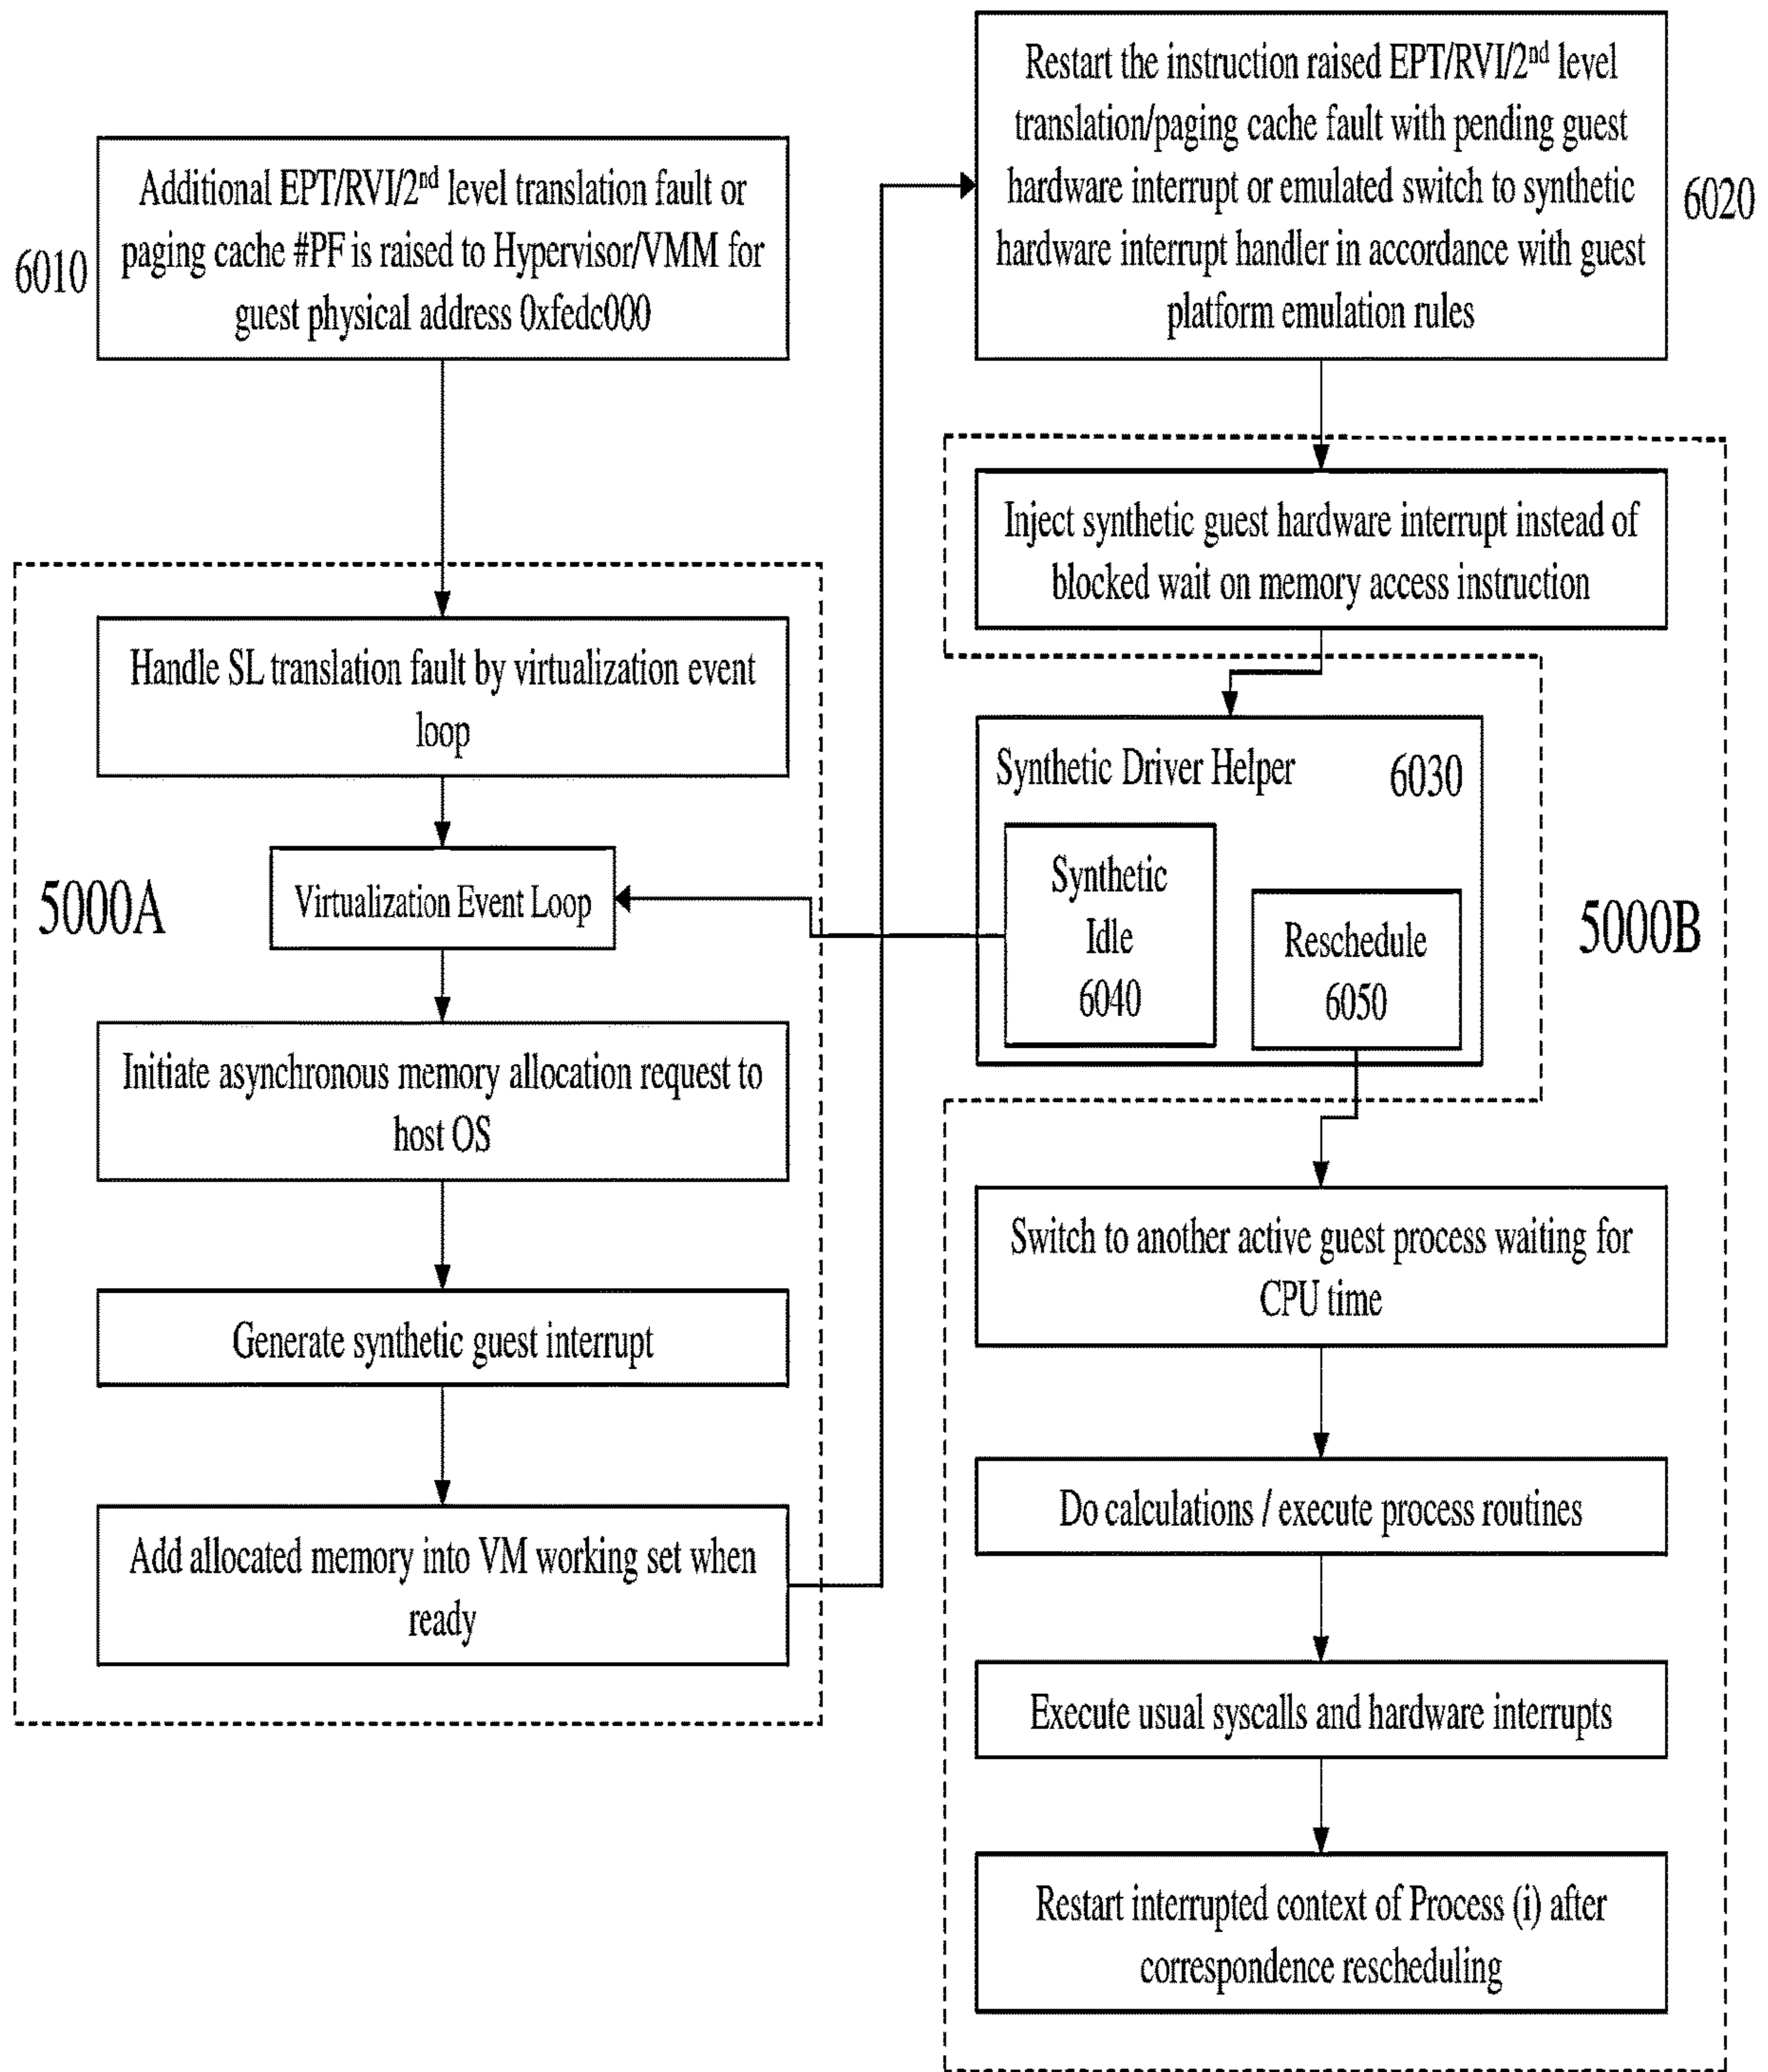 6010
Additional EPT/RVI/2nd level translation fault or
paging cache #PF is raised to Hypervisor/VMM for
guest physical address 0xfedc000
5000A
Handle SL translation fault by virtualization event
loop
Virtualization Event Loop
Initiate asynchronous memory allocation request to
host OS
Generate synthetic guest interrupt
Add allocated memory into VM working set when
ready
Restart the instruction raised EPT/RVI/2nd level
translation/paging cache fault with pending guest
hardware interrupt or emulated switch to synthetic
hardware interrupt handler in accordance with guest
platform emulation rules
6020
Inject synthetic guest hardware interrupt instead of
blocked wait on memory access instruction
Synthetic Driver Helper
6030
Synthetic
Idle
6040
Reschedule
6050
5000B
Switch to another active guest process waiting for
CPU time
Do calculations / execute process routines
Execute usual syscalls and hardware interrupts
Restart interrupted context of Process (i) after
correspondence rescheduling